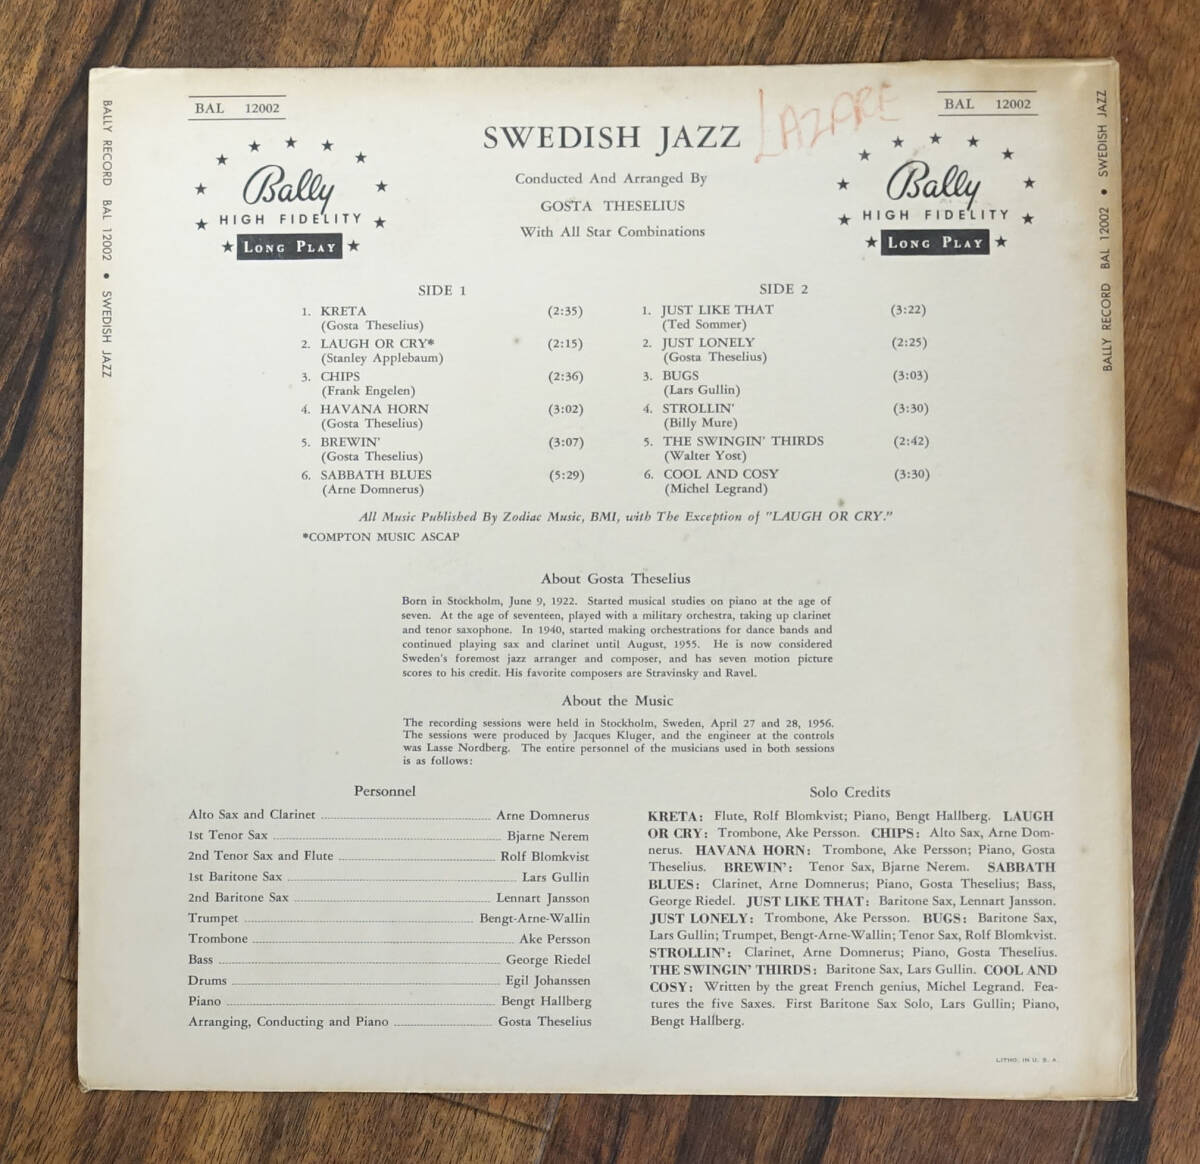 BAL 12002
BAL 12002
LAZARE
SWEDISH JAZZ
Conducted And Arranged By
GOSTA THESELIUS
With All Star Combinations
Bally
HIGH FIDELITY
LONG PLAY
Bally
HIGH FIDELITY
LONG PLAY
BALLY RECORD BAL 12002 • SWEDISH JAZZ
BALLY RECORD BAL 12002 • SWEDISH JAZZ
SIDE 1
1. KRETA (2:35)
(Gosta Theselius)
2. LAUGH OR CRY* (2:15)
(Stanley Applebaum)
3. CHIPS (2:36)
(Frank Engelen)
4. HAVANA HORN (3:02)
(Gosta Theselius)
5. BREWIN' (3:07)
(Gosta Theselius)
6. SABBATH BLUES (5:29)
(Arne Domnerus)
SIDE 2
1. JUST LIKE THAT (3:22)
(Ted Sommer)
2. JUST LONELY (2:25)
(Gosta Theselius)
3. BUGS (3:03)
(Lars Gullin)
4. STROLLIN' (3:30)
(Billy Mure)
5. THE SWINGIN' THIRDS (2:42)
(Walter Yost)
6. COOL AND COSY (3:30)
(Michel Legrand)
All Music Published By Zodiac Music, BMI, with The Exception of "LAUGH OR CRY."
*COMPTON MUSIC ASCAP
About Gosta Theselius
Born in Stockholm, June 9, 1922. Started musical studies on piano at the age of
seven. At the age of seventeen, played with a military orchestra, taking up clarinet
and tenor saxophone. In 1940, started making orchestrations for dance bands and
continued playing sax and clarinet until August, 1955. He is now considered
Sweden's foremost jazz arranger and composer, and has seven motion picture
scores to his credit. His favorite composers are Stravinsky and Ravel.
About the Music
The recording sessions were held in Stockholm, Sweden, April 27 and 28, 1956.
The sessions were produced by Jacques Kluger, and the engineer at the controls
was Lasse Nordberg. The entire personnel of the musicians used in both sessions
is as follows:
Personnel
Alto Sax and Clarinet Arne Domnerus
1st Tenor Sax Bjarne Nerem
2nd Tenor Sax and Flute Rolf Blomkvist
1st Baritone Sax Lars Gullin
2nd Baritone Sax Lennart Jansson
Trumpet Bengt-Arne-Wallin
Trombone Ake Persson
Bass George Riedel
Drums Egil Johanssen
Piano Bengt Hallberg
Arranging, Conducting and Piano Gosta Theselius
Solo Credits
KRETA: Flute, Rolf Blomkvist; Piano, Bengt Hallberg. LAUGH
OR CRY: Trombone, Ake Persson. CHIPS: Alto Sax, Arne Dom-
nerus. HAVANA HORN: Trombone, Ake Persson; Piano, Gosta
Theselius. BREWIN': Tenor Sax, Bjarne Nerem. SABBATH
BLUES: Clarinet, Arne Domnerus; Piano, Gosta Theselius; Bass,
George Riedel. JUST LIKE THAT: Baritone Sax, Lennart Jansson.
JUST LONELY: Trombone, Ake Persson. BUGS: Baritone Sax,
Lars Gullin; Trumpet, Bengt-Arne-Wallin; Tenor Sax, Rolf Blomkvist.
STROLLIN': Clarinet, Arne Domnerus; Piano, Gosta Theselius.
THE SWINGIN' THIRDS: Baritone Sax, Lars Gullin. COOL AND
COSY: Written by the great French genius, Michel Legrand. Fea-
tures the five Saxes. First Baritone Sax Solo, Lars Gullin; Piano,
Bengt Hallberg.
LITHO. IN U. S. A.